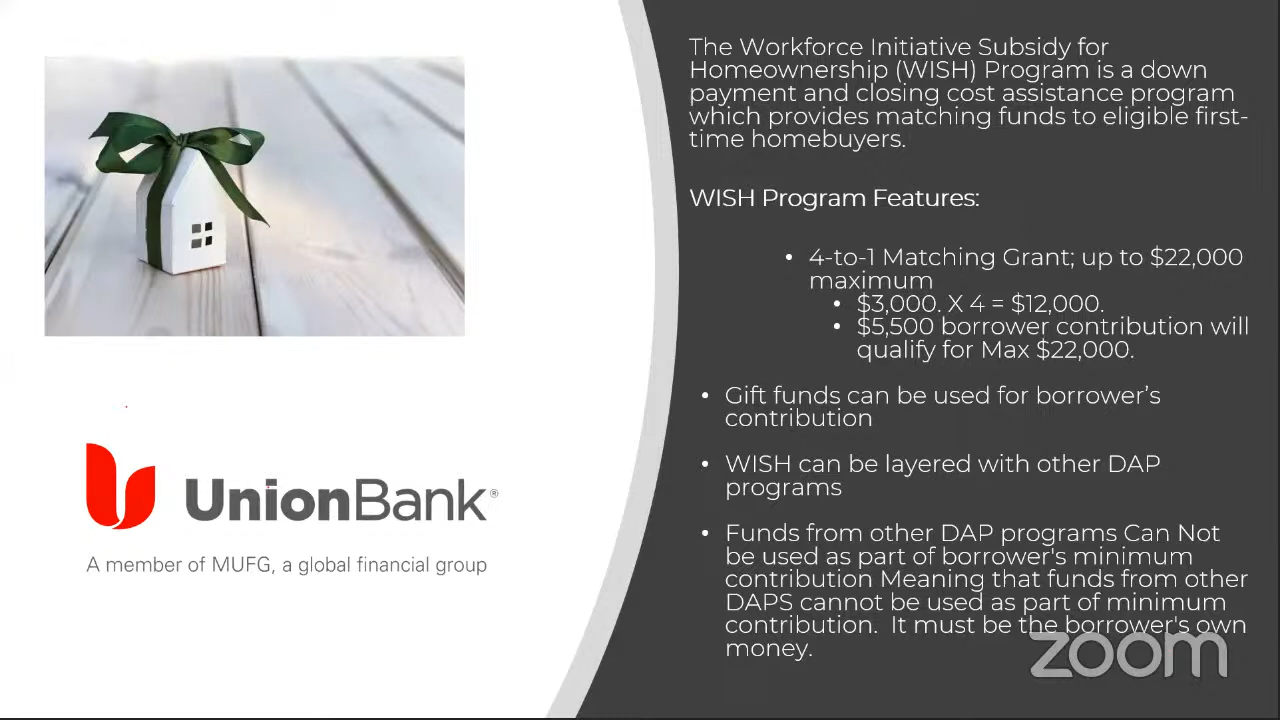 The Workforce Initiative Subsidy for
Homeownership (WISH) Program is a down
payment and closing cost assistance program
which provides matching funds to eligible first-
time homebuyers.
WISH Program Features:
• 4-to-1 Matching Grant; up to $22,000
maximum
• $3,000. X 4 = $12,000.
• $5,500 borrower contribution will
qualify for Max $22,000.
• Gift funds can be used for borrower’s
contribution
• WISH can be layered with other DAP
programs
• Funds from other DAP programs Can Not
be used as part of borrower's minimum
contribution Meaning that funds from other
DAPS cannot be used as part of minimum
contribution.  It must be the borrower's own
money.
UnionBank®
A member of MUFG, a global financial group
zoom